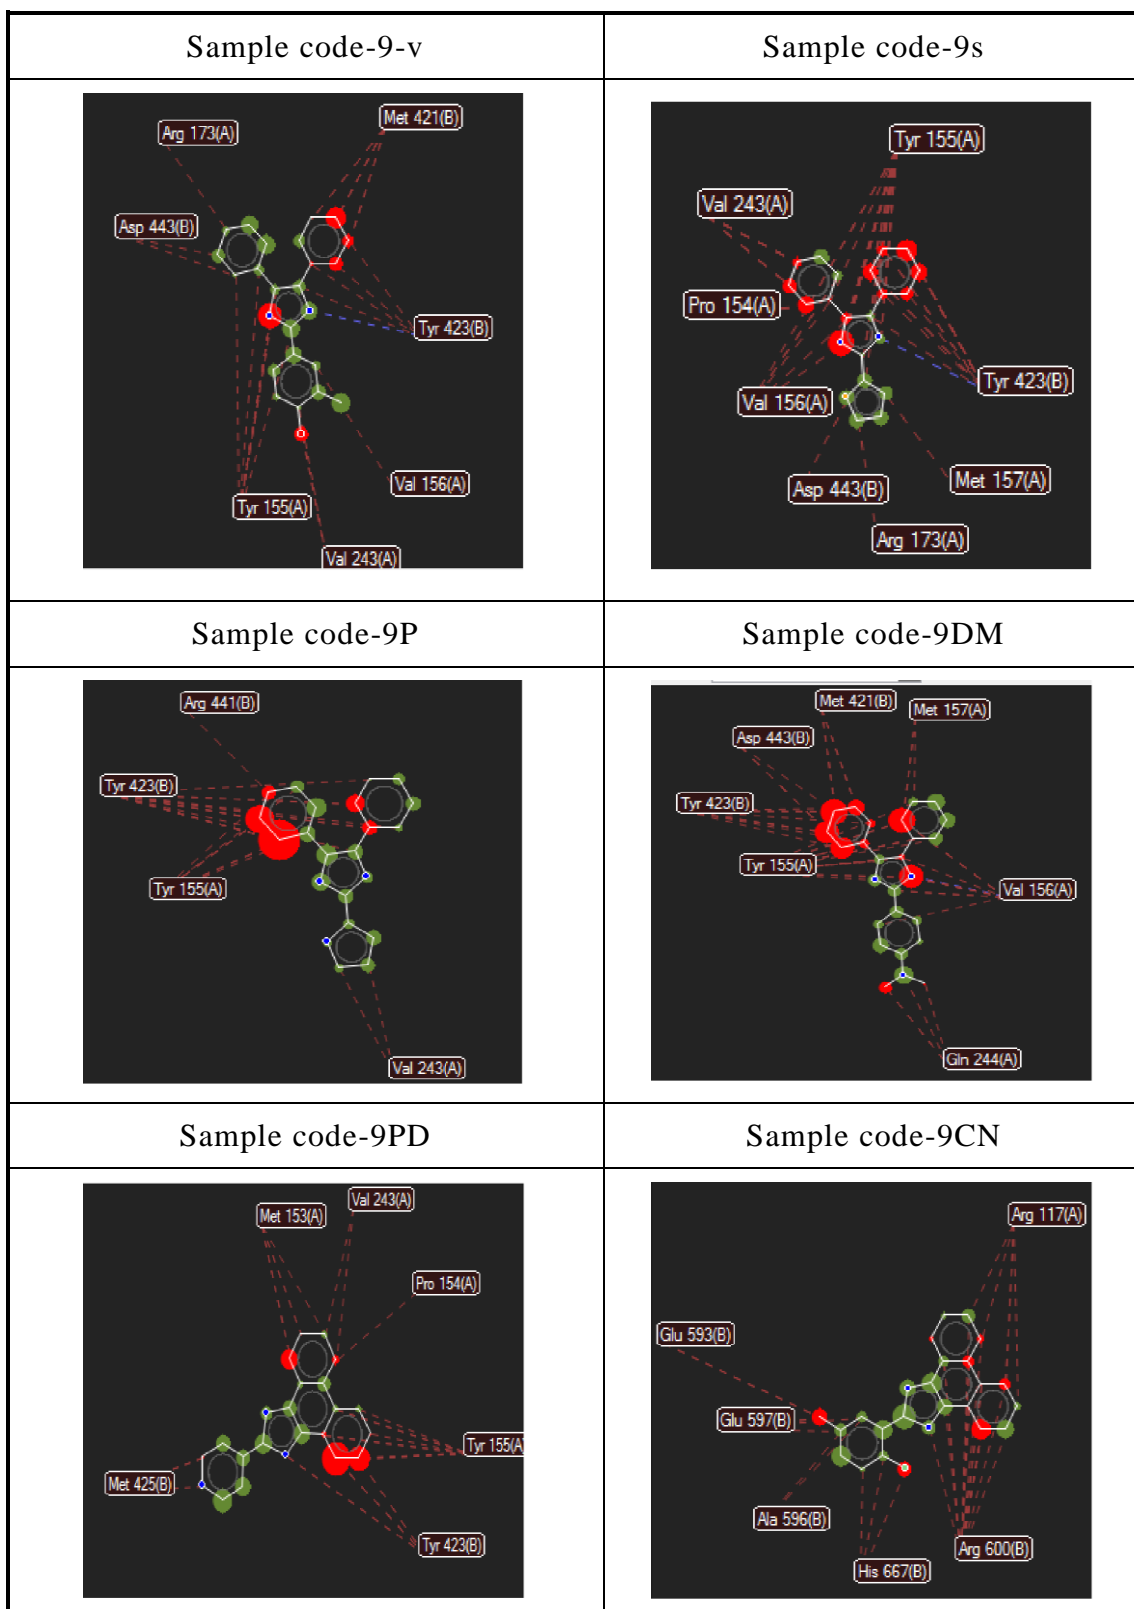 Sample code-9-v
Sample code-9s
Met 421(B)
Arg 173(A)
Asp 443(B)
Tyr 423(B)
Val 156(A)
Tyr 155(A)
Val 243(A)
Tyr 155(A)
Val 243(A)
Pro 154(A)
Tyr 423(B)
Val 156(A)
Met 157(A)
Asp 443(B)
Arg 173(A)
Sample code-9P
Sample code-9DM
Arg 441(B)
Tyr 423(B)
Tyr 155(A)
Val 243(A)
Met 421(B)
Met 157(A)
Asp 443(B)
Tyr 423(B)
Tyr 155(A)
Val 156(A)
Gln 244(A)
Sample code-9PD
Sample code-9CN
Val 243(A)
Met 153(A)
Pro 154(A)
Tyr 155(A
Met 425(B)
Tyr 423(B)
Arg 117(A)
Glu 593(B)
Glu 597(B)
Ala 596(B)
Arg 600(B)
His 667(B)